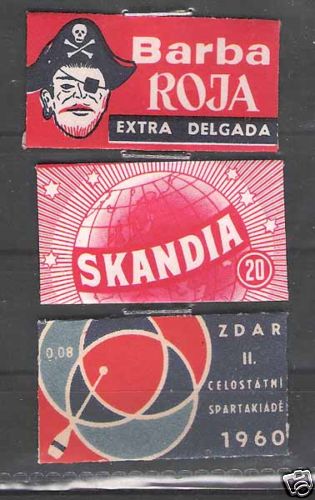 Barba
ROJA
EXTRA DELGADA
SKANDIA
20
0,08
ZDAR
II.
CELOSTÁTNÍ
SPARTAKIÁDĚ
1960